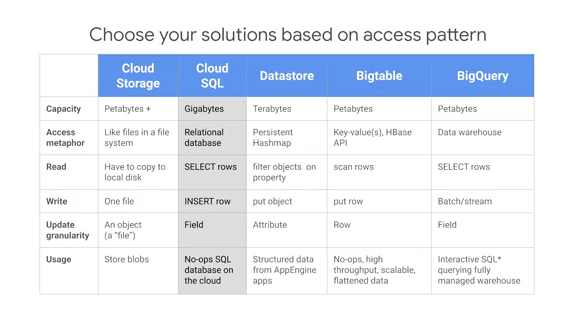 Choose your solutions based on access pattern
Cloud Storage Cloud SQL Datastore Bigtable BigQuery
Capacity Petabytes + Gigabytes Terabytes Petabytes Petabytes
Access metaphor Like files in a file system Relational database Persistent Hashmap Key-value(s), HBase API Data warehouse
Read Have to copy to local disk SELECT rows filter objects on property scan rows SELECT rows
Write One file INSERT row put object put row Batch/stream
Update granularity An object (a "file") Field Attribute Row Field
Usage Store blobs No-ops SQL database on the cloud Structured data from AppEngine apps No-ops, high throughput, scalable, flattened data Interactive SQL* querying fully managed warehouse